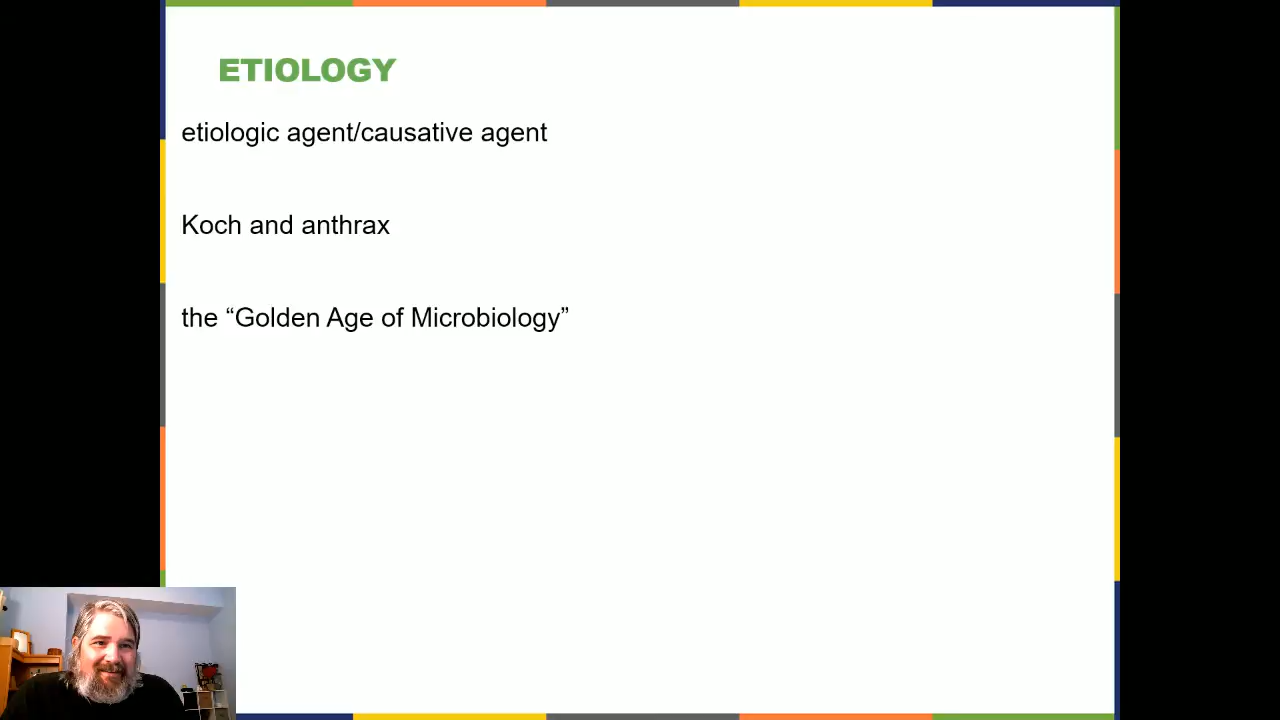 ETIOLOGY
etiologic agent/causative agent
Koch and anthrax
the “Golden Age of Microbiology”